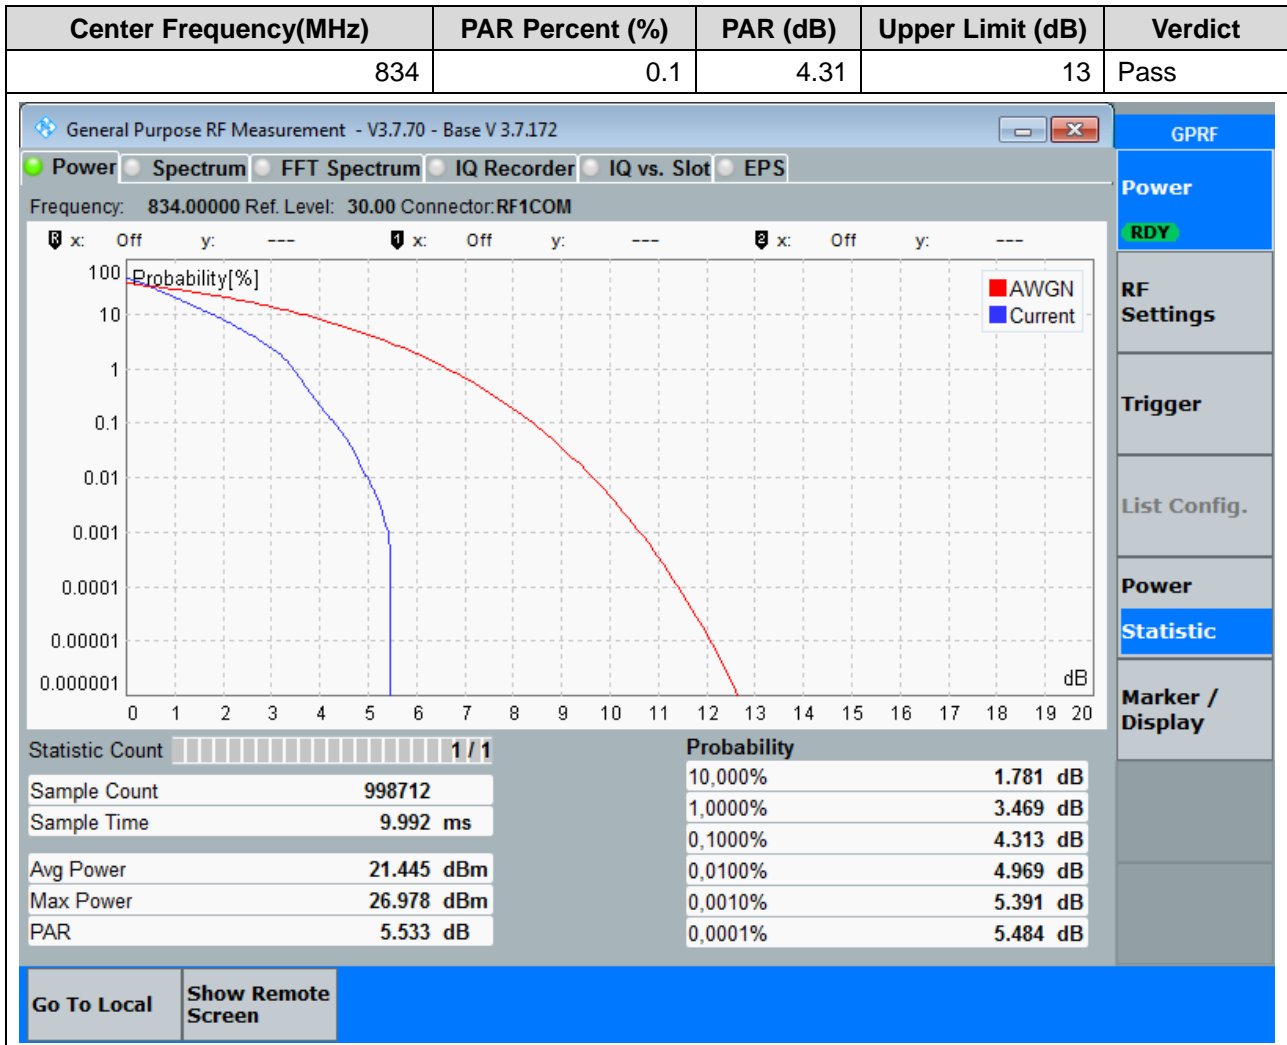 Center Frequency(MHz) PAR Percent (%) PAR (dB) Upper Limit (dB) Verdict
834 0.1 4.31 13 Pass
General Purpose RF Measurement - V3.7.70 - Base V 3.7.172
GPRF
Power Spectrum FFT Spectrum IQ Recorder IQ vs. Slot EPS
Frequency: 834.00000 Ref. Level: 30.00 Connector: RF1COM
R x: Off y: --- 1 x: Off y: --- 2 x: Off y: ---
Probability[%]
AWGN
Current
100
10
1
0.1
0.01
0.001
0.0001
0.00001
0.000001
dB
0 1 2 3 4 5 6 7 8 9 10 11 12 13 14 15 16 17 18 19 20
Statistic Count 1 / 1
Sample Count 998712
Sample Time 9.992 ms
Avg Power 21.445 dBm
Max Power 26.978 dBm
PAR 5.533 dB
Probability
10,000% 1.781 dB
1,0000% 3.469 dB
0,1000% 4.313 dB
0,0100% 4.969 dB
0,0010% 5.391 dB
0,0001% 5.484 dB
Power
RDY
RF
Settings
Trigger
List Config.
Power
Statistic
Marker /
Display
Go To Local
Show Remote
Screen